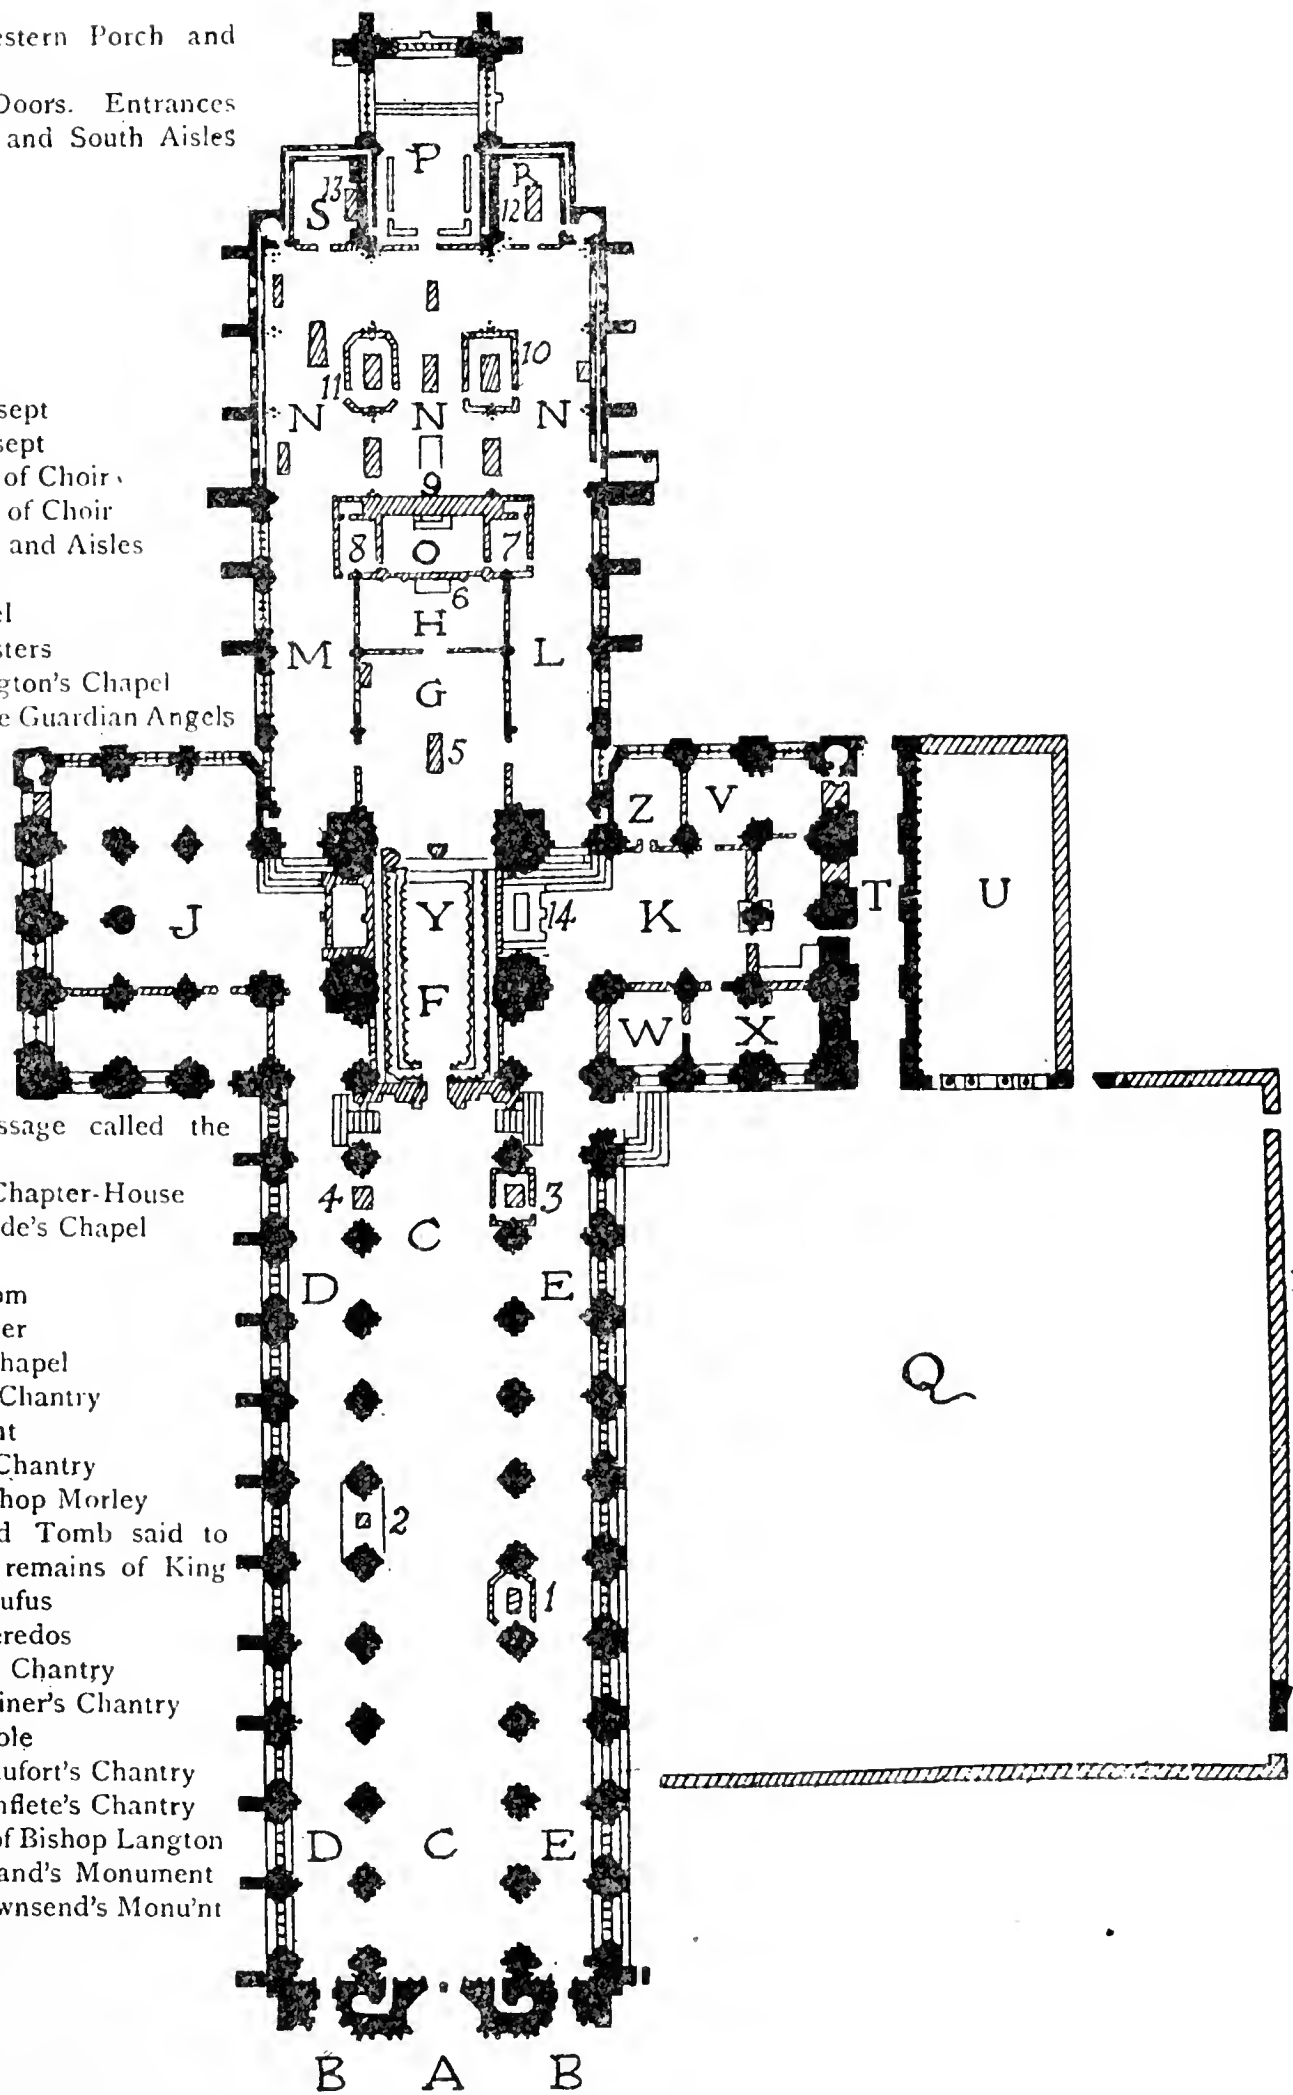 estern Porch and
Doors. Entrances
and South Aisles
sept
sept
of Choir
of Choir
and Aisles
el
sters
gton's Chapel
e Guardian Angels
ssage called the
Chapter-House
de's Chapel
om
er
hapel
Chantry
nt
Chantry
hop Morley
d Tomb said to
remains of King
ufus
eredos
Chantry
iner's Chantry
ole
ufort's Chantry
nflete's Chantry
of Bishop Langton
and's Monument
wnsend's Monu'nt
P
R
13
S
12
10
11
N N N
9
8 O 7
6
H
M L
G
5
Z V
T U
J Y 14 K
F
W X
4 3
C
D E
Q
2
1
D C E
B A B